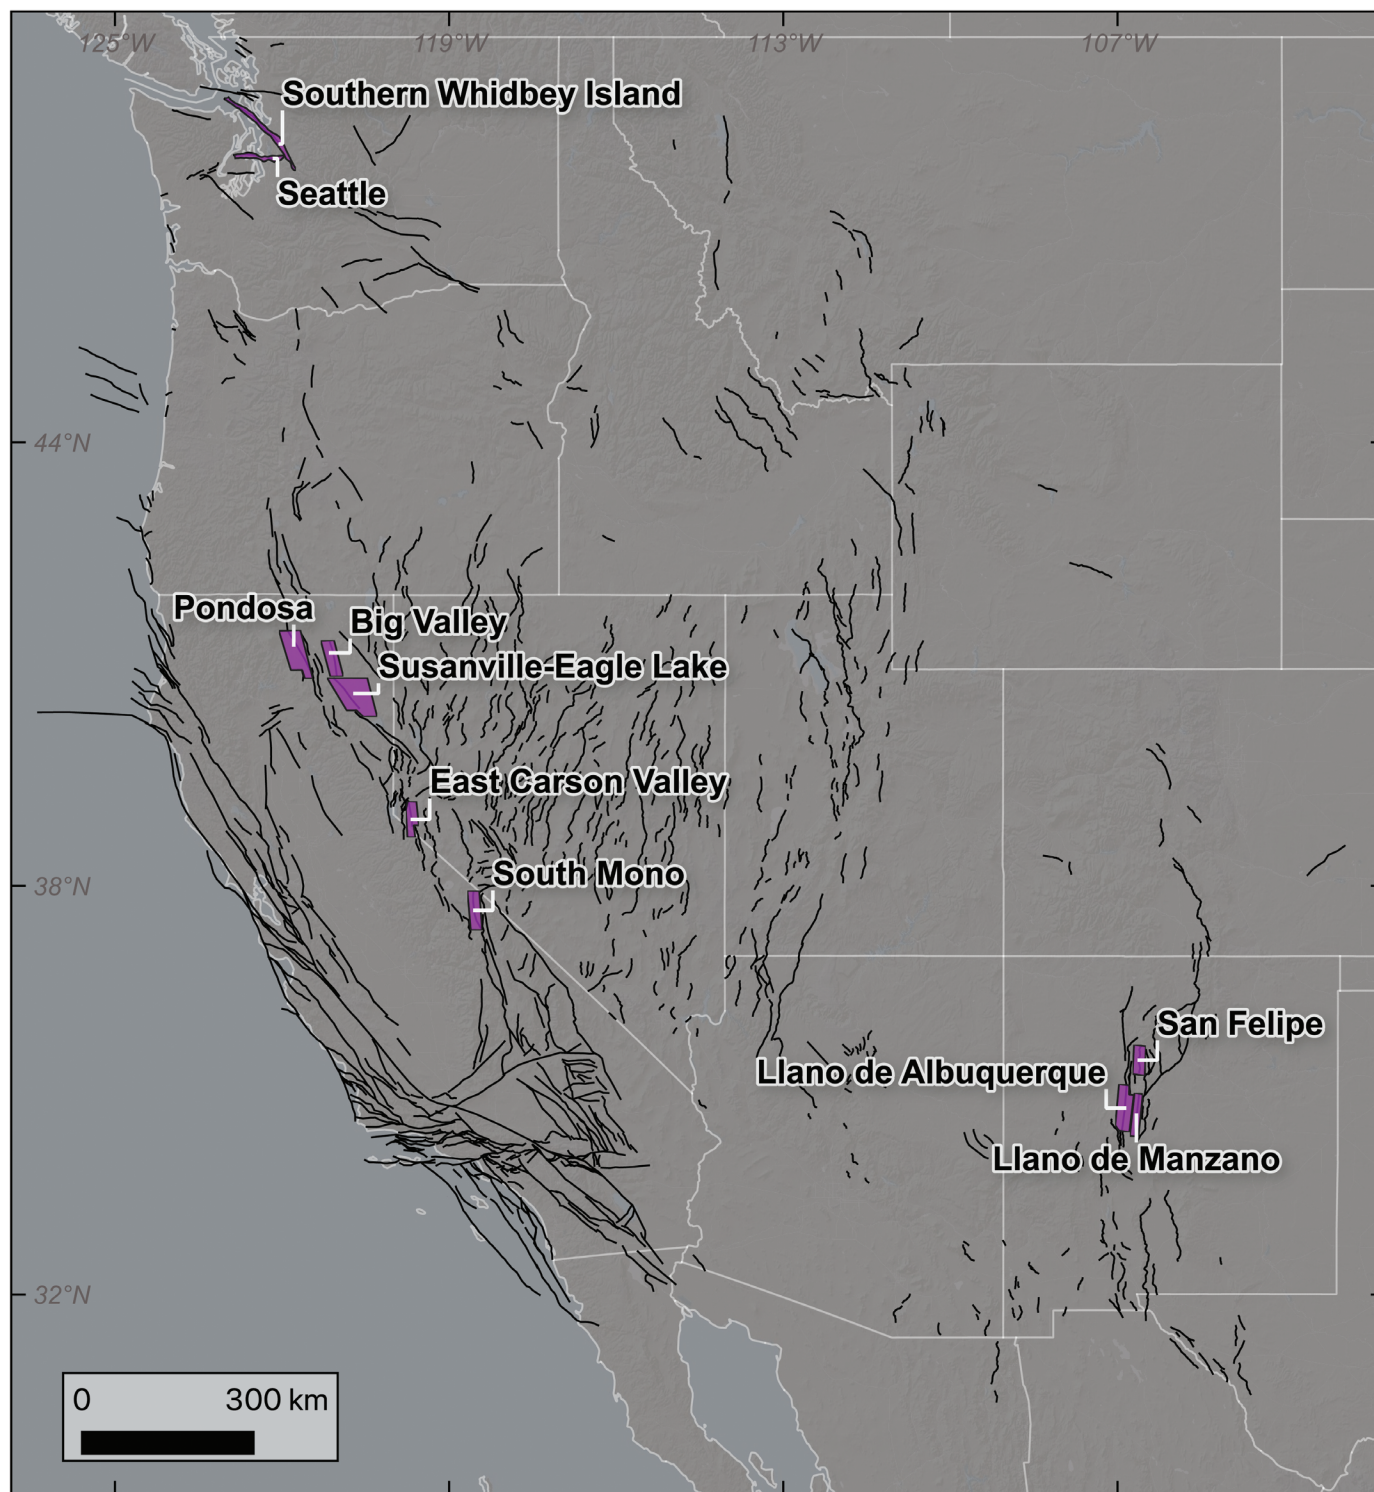 125°W
119°W
113°W
107°W
Southern Whidbey Island
Seattle
44°N
Pondosa
Big Valley
Susanville-Eagle Lake
East Carson Valley
South Mono
38°N
San Felipe
Llano de Albuquerque
Llano de Manzano
32°N
0 300 km